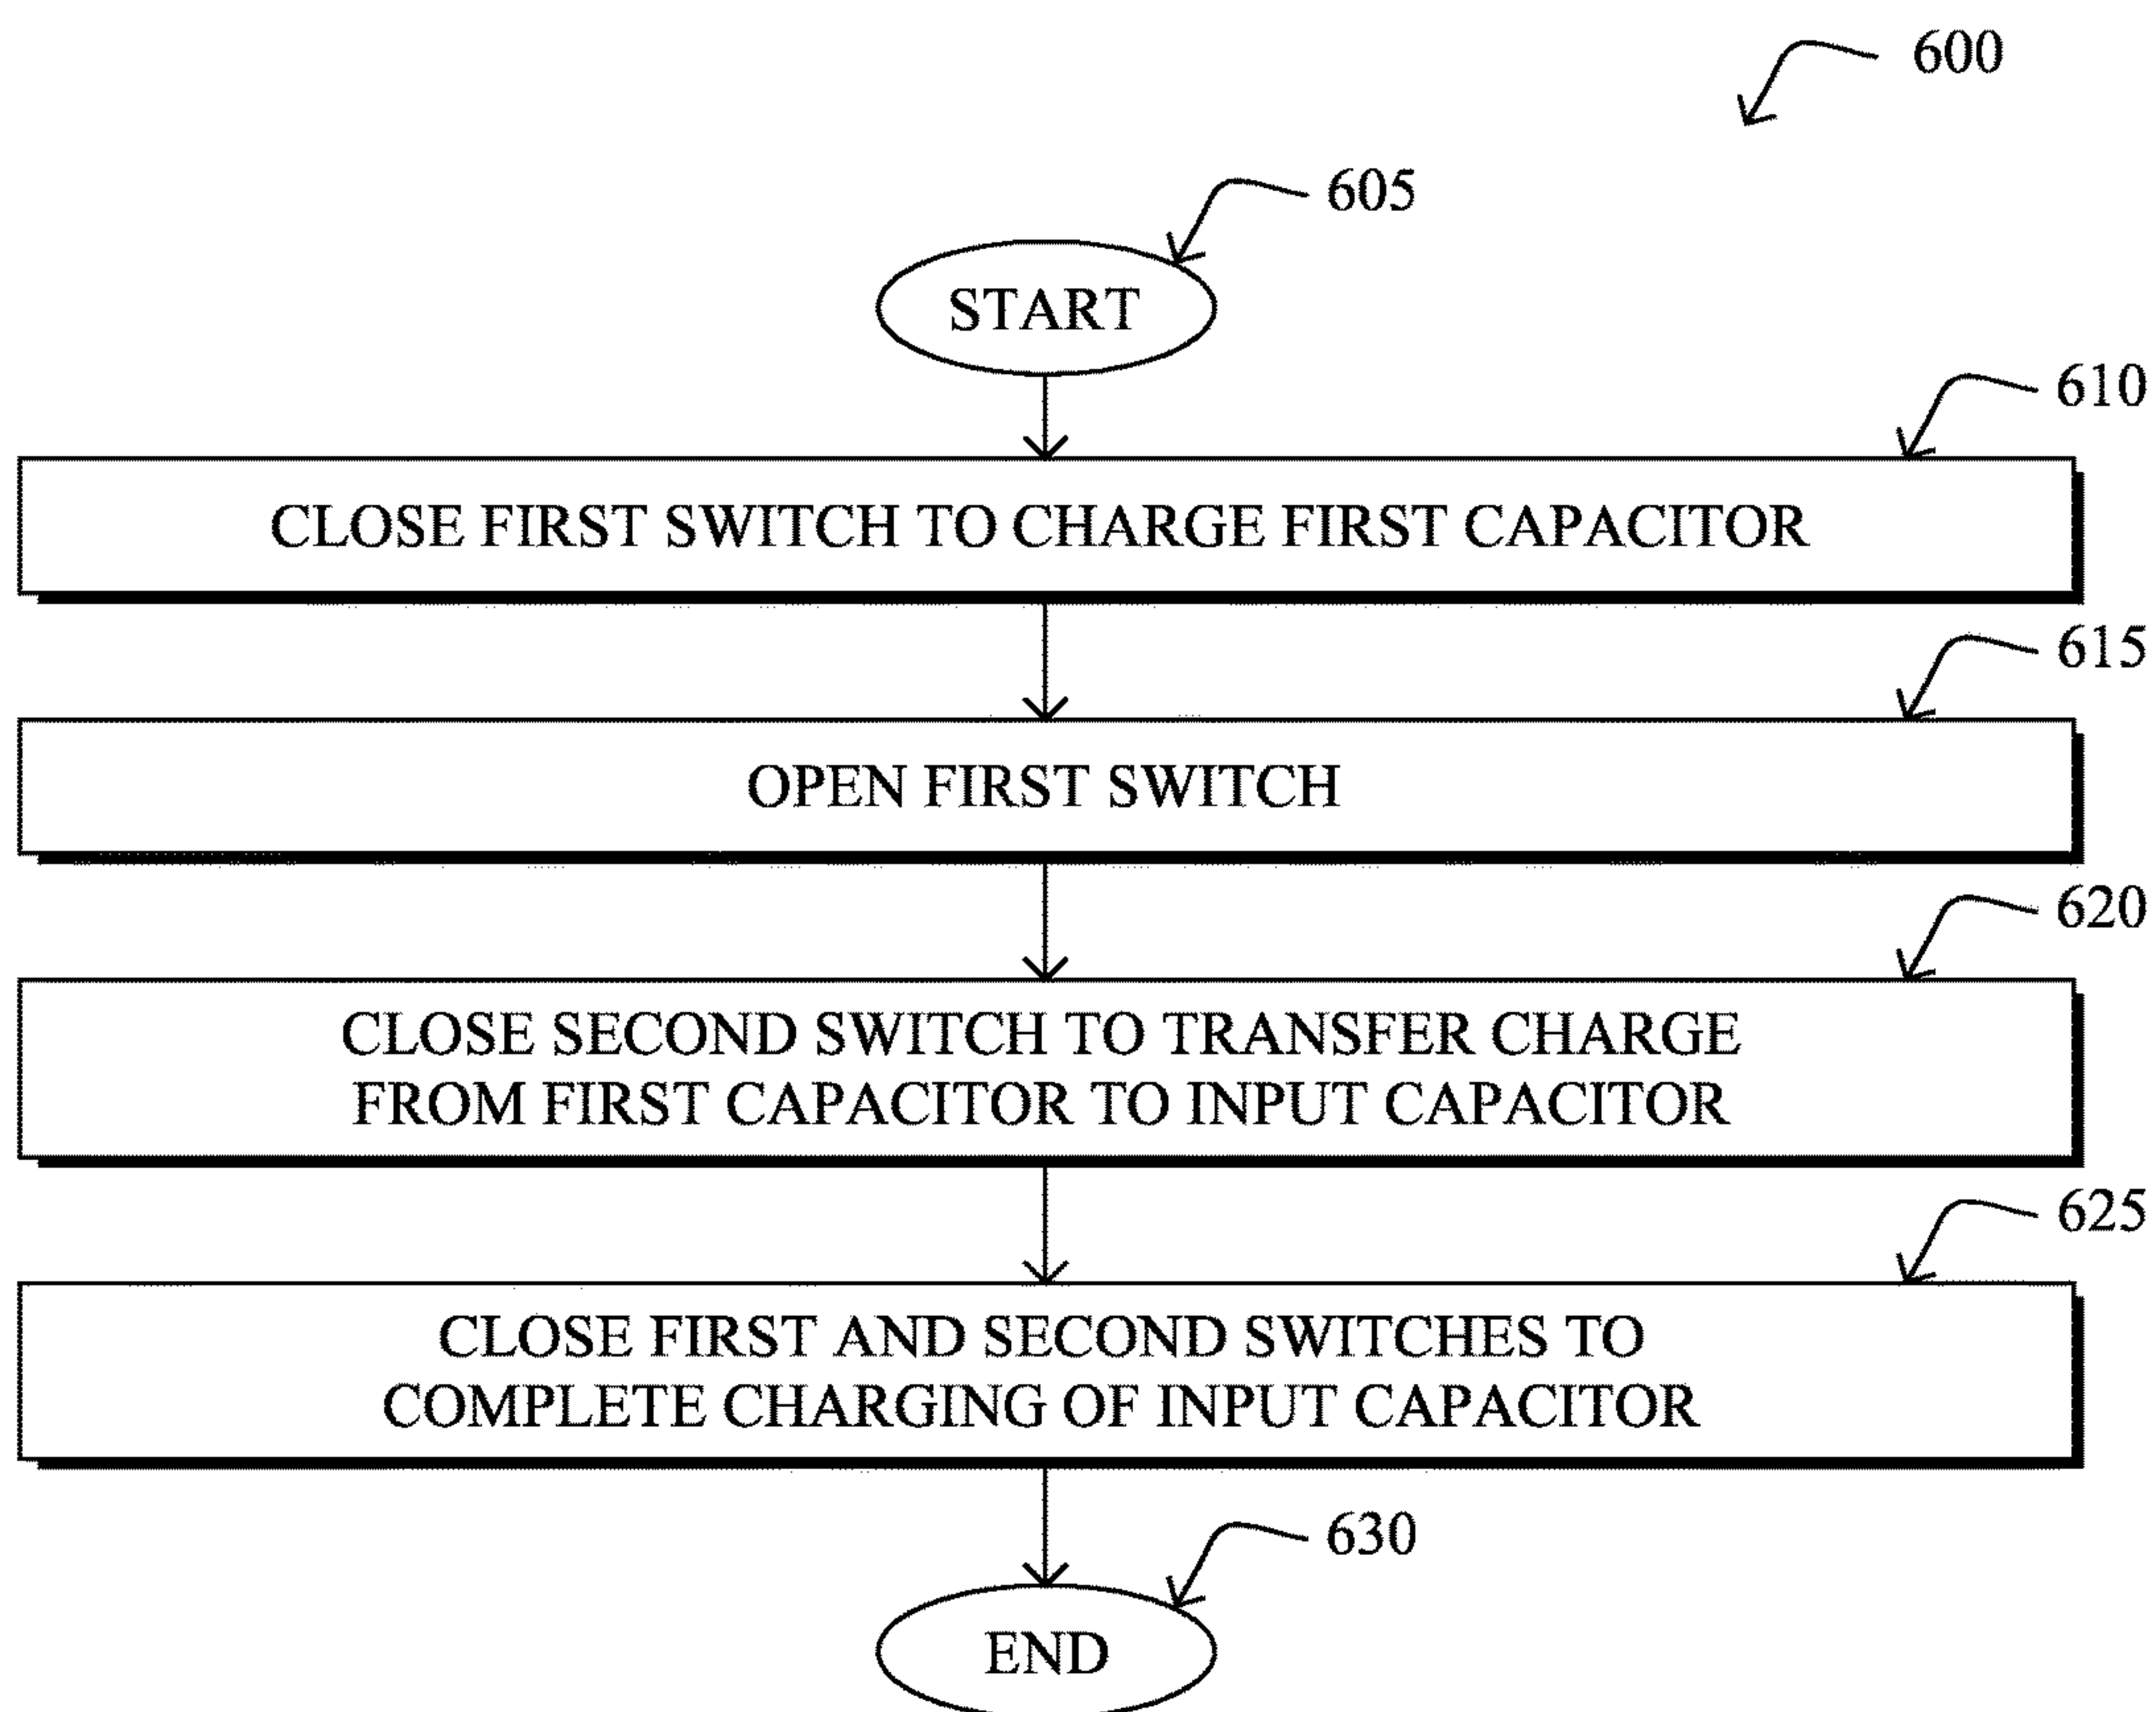 600
605
START
610
CLOSE FIRST SWITCH TO CHARGE FIRST CAPACITOR
615
OPEN FIRST SWITCH
620
CLOSE SECOND SWITCH TO TRANSFER CHARGE
FROM FIRST CAPACITOR TO INPUT CAPACITOR
625
CLOSE FIRST AND SECOND SWITCHES TO
COMPLETE CHARGING OF INPUT CAPACITOR
630
END